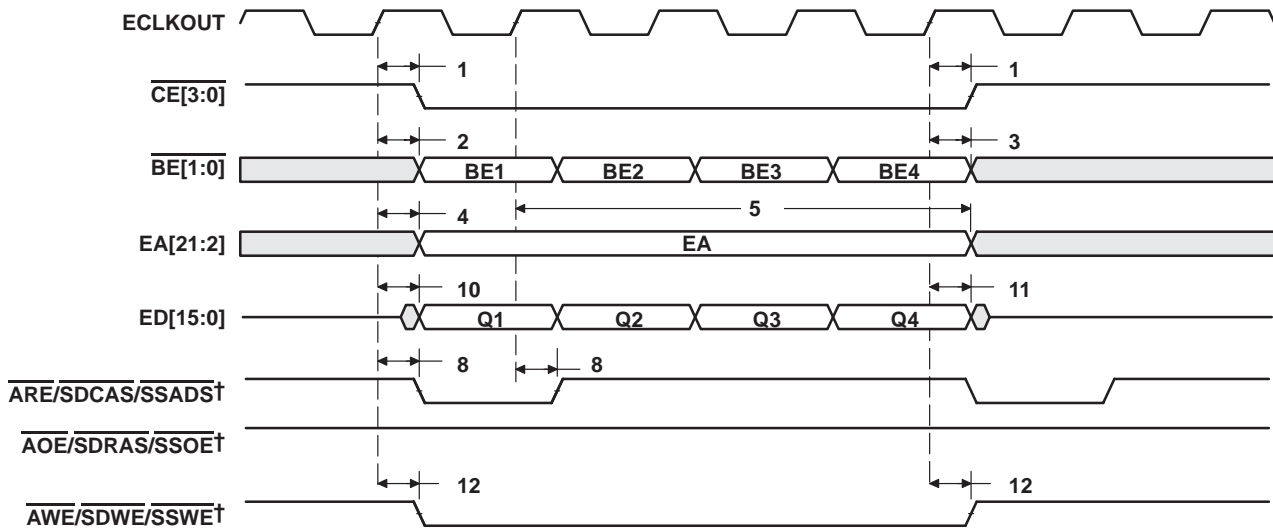 ECLKOUT
1 1
CE[3:0]
2 3
BE[1:0] BE1 BE2 BE3 BE4
4 5
EA[21:2] EA
10 11
ED[15:0] Q1 Q2 Q3 Q4
8 8
ARE/SDCAS/SSADS†
AOE/SDRAS/SSOE†
12 12
AWE/SDWE/SSWE†